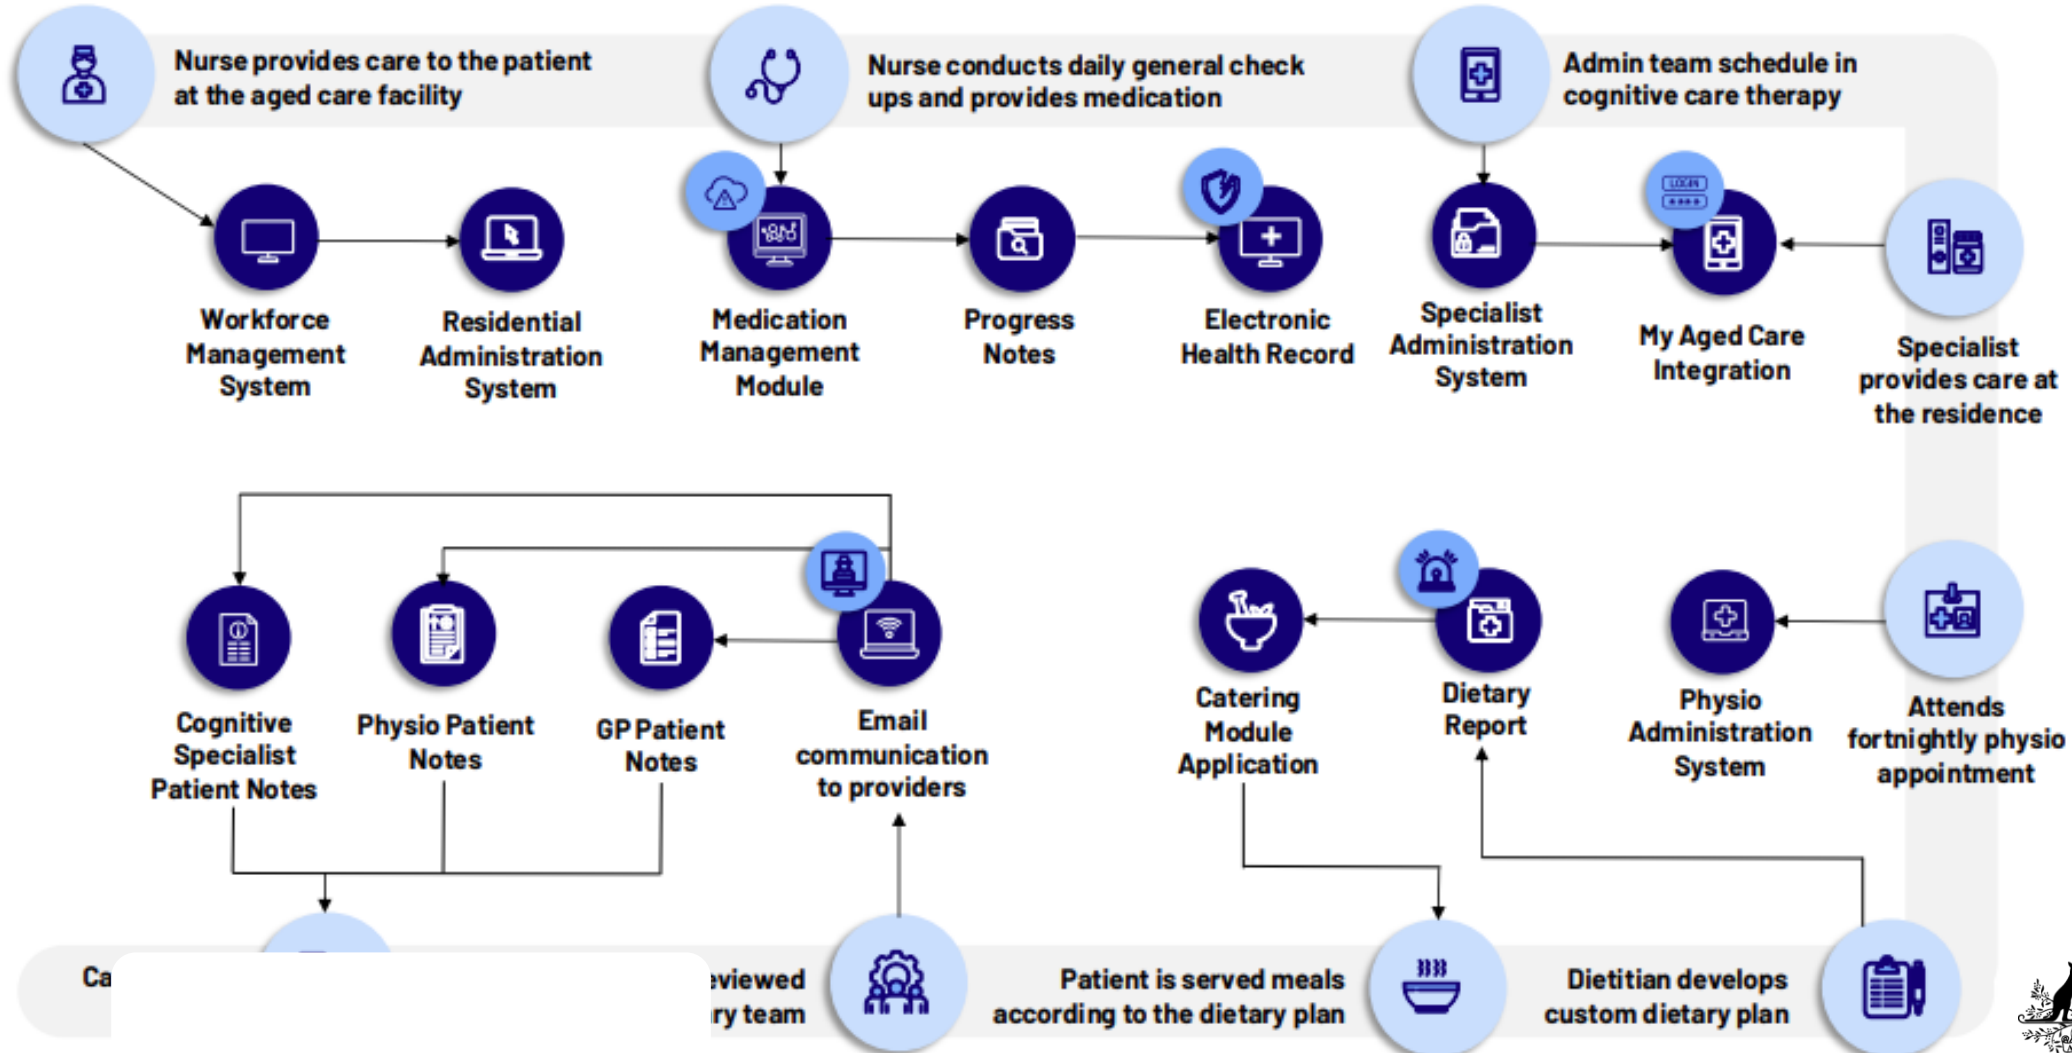 Nurse provides care to the patient
at the aged care facility
Nurse conducts daily general check
ups and provides medication
Admin team schedule in
cognitive care therapy
LOGIN
Workforce
Management
System
Residential
Administration
System
Medication
Management
Module
Progress
Notes
Electronic
Health Record
Specialist
Administration
System
My Aged Care
Integration
Specialist
provides care at
the residence
Cognitive
Specialist
Patient Notes
Physio Patient
Notes
GP Patient
Notes
Email
communication
to providers
Catering
Module
Application
Dietary
Report
Physio
Administration
System
Attends
fortnightly physio
appointment
team
Patient is served meals
according to the dietary plan
Dietitian develops
custom dietary plan